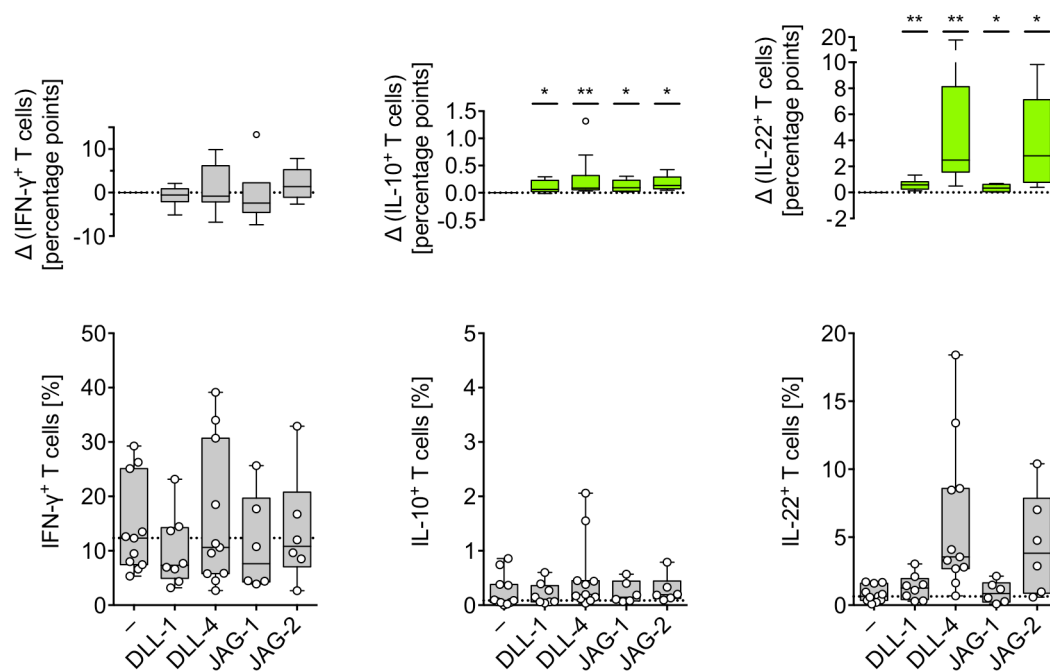 Δ (IFN-γ⁺ T cells)
[percentage points]
10
0
-10
Δ (IL-10⁺ T cells)
[percentage points]
1.5
1.0
0.5
0.0
-0.5
* ** * *
Δ (IL-22⁺ T cells)
[percentage points]
20
10
8
6
4
2
0
-2
** ** * *
IFN-γ⁺ T cells [%]
50
40
30
20
10
0
– DLL-1 DLL-4 JAG-1 JAG-2
IL-10⁺ T cells [%]
5
4
3
2
1
0
– DLL-1 DLL-4 JAG-1 JAG-2
IL-22⁺ T cells [%]
20
15
10
5
0
– DLL-1 DLL-4 JAG-1 JAG-2